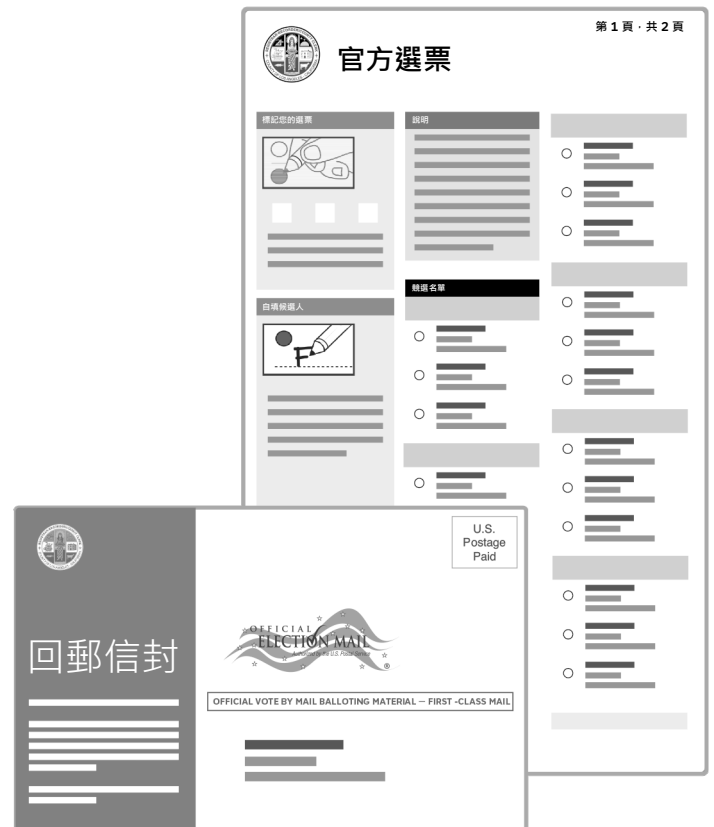 官方選票
第 1 頁，共 2 頁
標記您的選票
自填候選人
F
說明
競選名單
回郵信封
U.S.
Postage
Paid
OFFICIAL
ELECTION MAIL
Authorized by the U.S. Postal Service
®
OFFICIAL VOTE BY MAIL BALLOTING MATERIAL – FIRST -CLASS MAIL